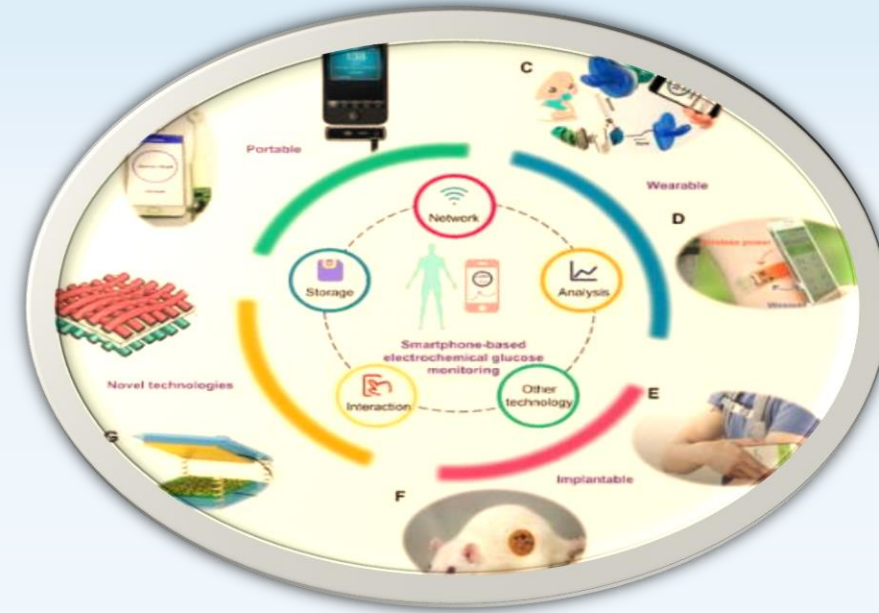 C
Portable
Wearable
Network
D
Storage
Analysis
Smartphone-based
electrochemical glucose
monitoring
Novel technologies
Interaction
Other
technology
E
G
Implantable
F